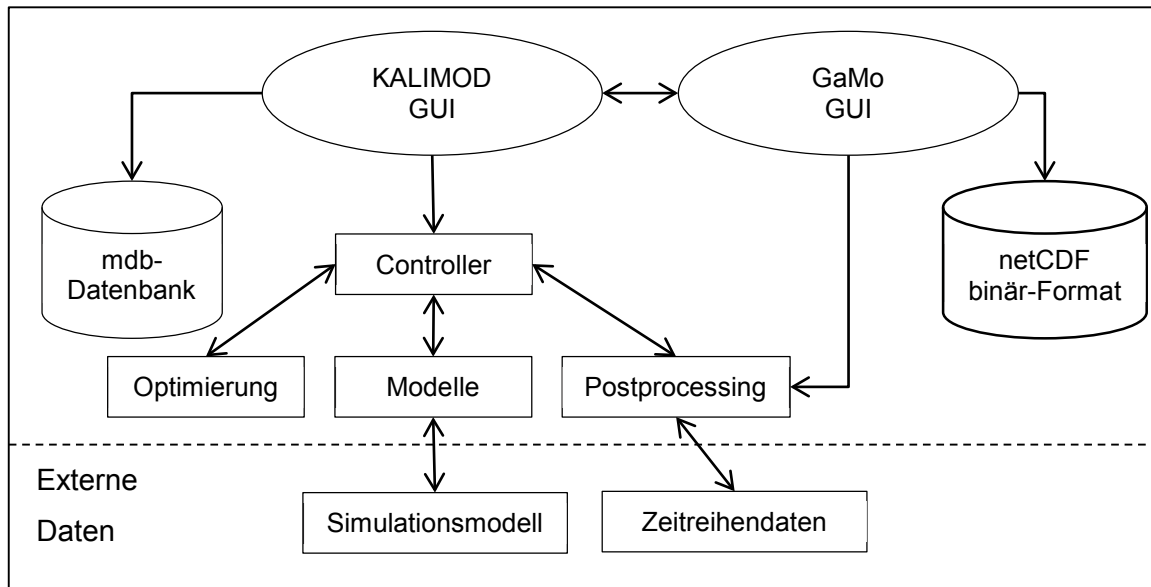 KALIMOD
GUI
GaMo
GUI
mdb-
Datenbank
Controller
netCDF
binär-Format
Optimierung
Modelle
Postprocessing
Externe
Daten
Simulationsmodell
Zeitreihendaten